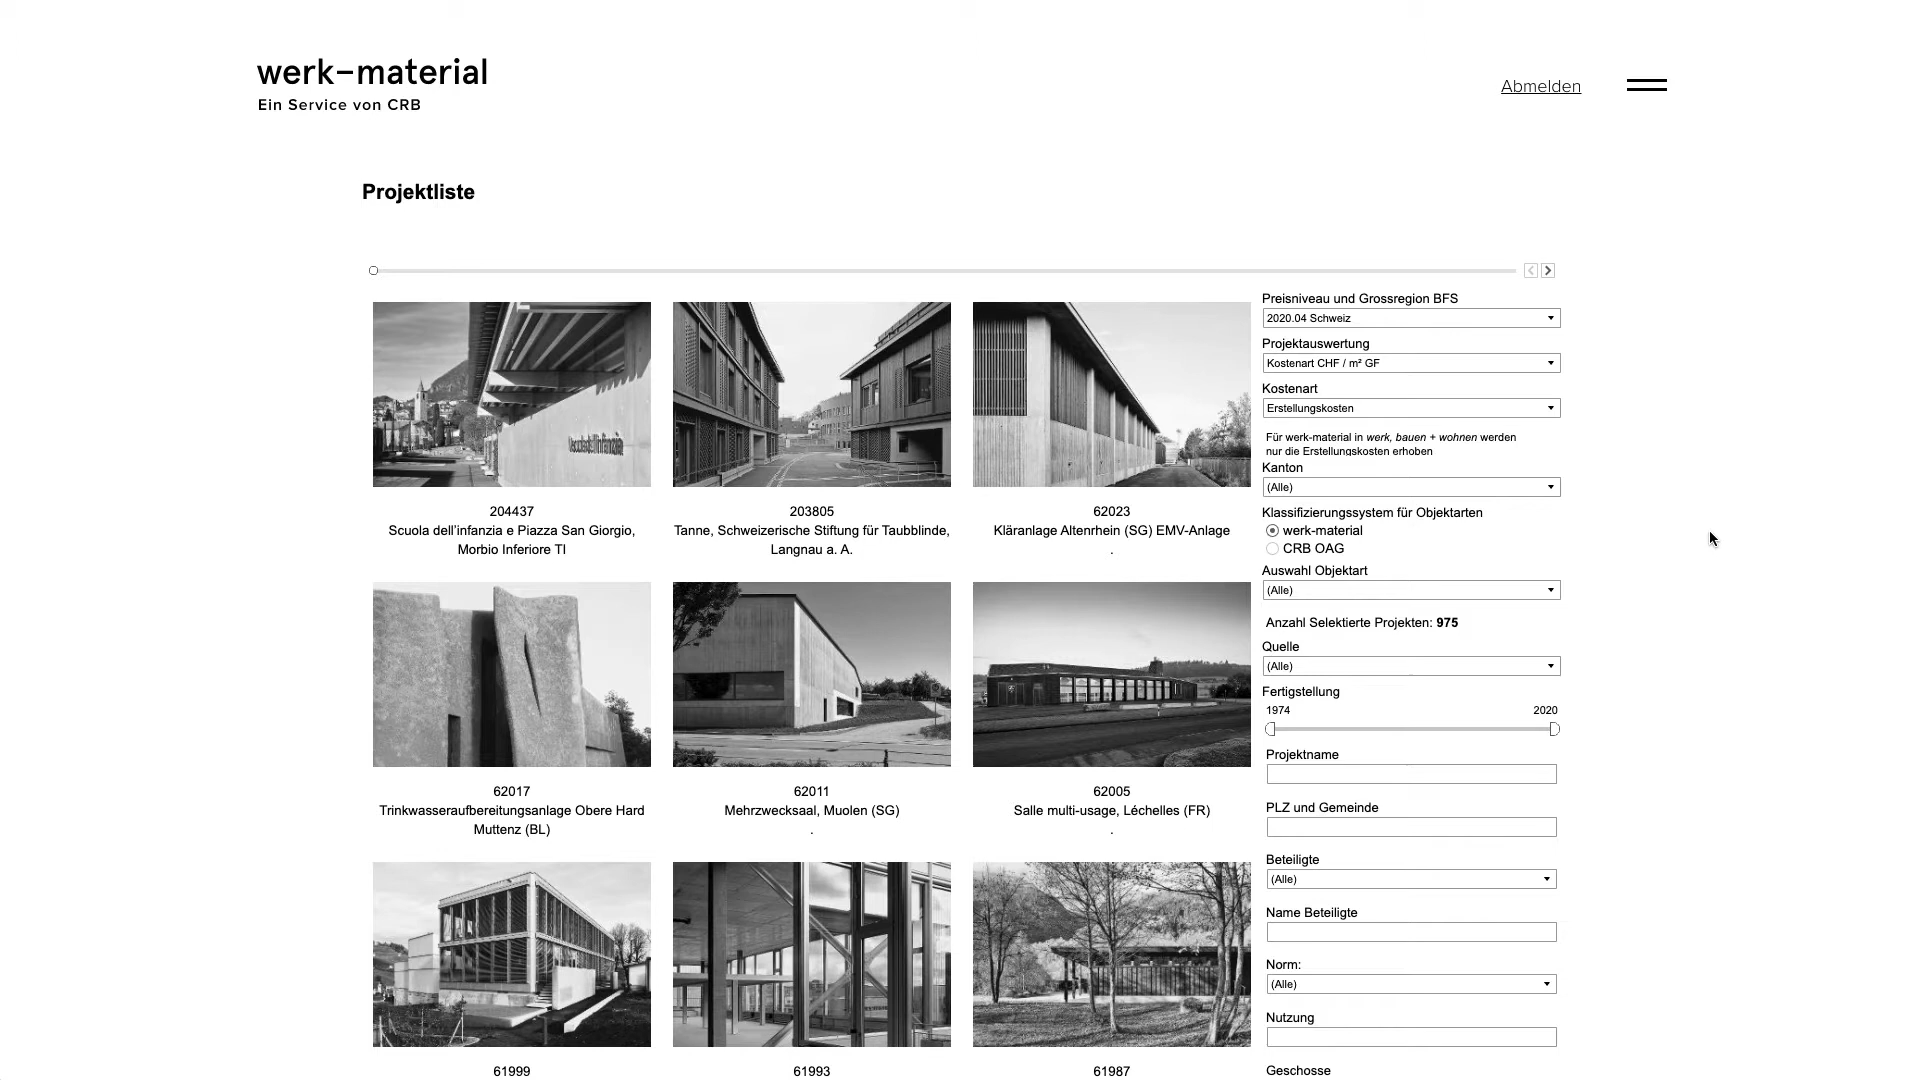 werk–material
Ein Service von CRB
Abmelden
Projektliste
204437
Scuola dell'infanzia e Piazza San Giorgio,
Morbio Inferiore TI
203805
Tanne, Schweizerische Stiftung für Taubblinde,
Langnau a. A.
62023
Kläranlage Altenrhein (SG) EMV-Anlage
.
62017
Trinkwasseraufbereitungsanlage Obere Hard
Muttenz (BL)
62011
Mehrzwecksaal, Muolen (SG)
.
62005
Salle multi-usage, Léchelles (FR)
.
61999
61993
61987
Preisniveau und Grossregion BFS
2020.04 Schweiz
Projektauswertung
Kostenart CHF / m² GF
Kostenart
Erstellungskosten
Für werk-material in werk, bauen + wohnen werden
nur die Erstellungskosten erhoben
Kanton
(Alle)
Klassifizierungssystem für Objektarten
werk-material
CRB OAG
Auswahl Objektart
(Alle)
Anzahl Selektierte Projekten: 975
Quelle
(Alle)
Fertigstellung
1974 2020
Projektname
PLZ und Gemeinde
Beteiligte
(Alle)
Name Beteiligte
Norm:
(Alle)
Nutzung
Geschosse